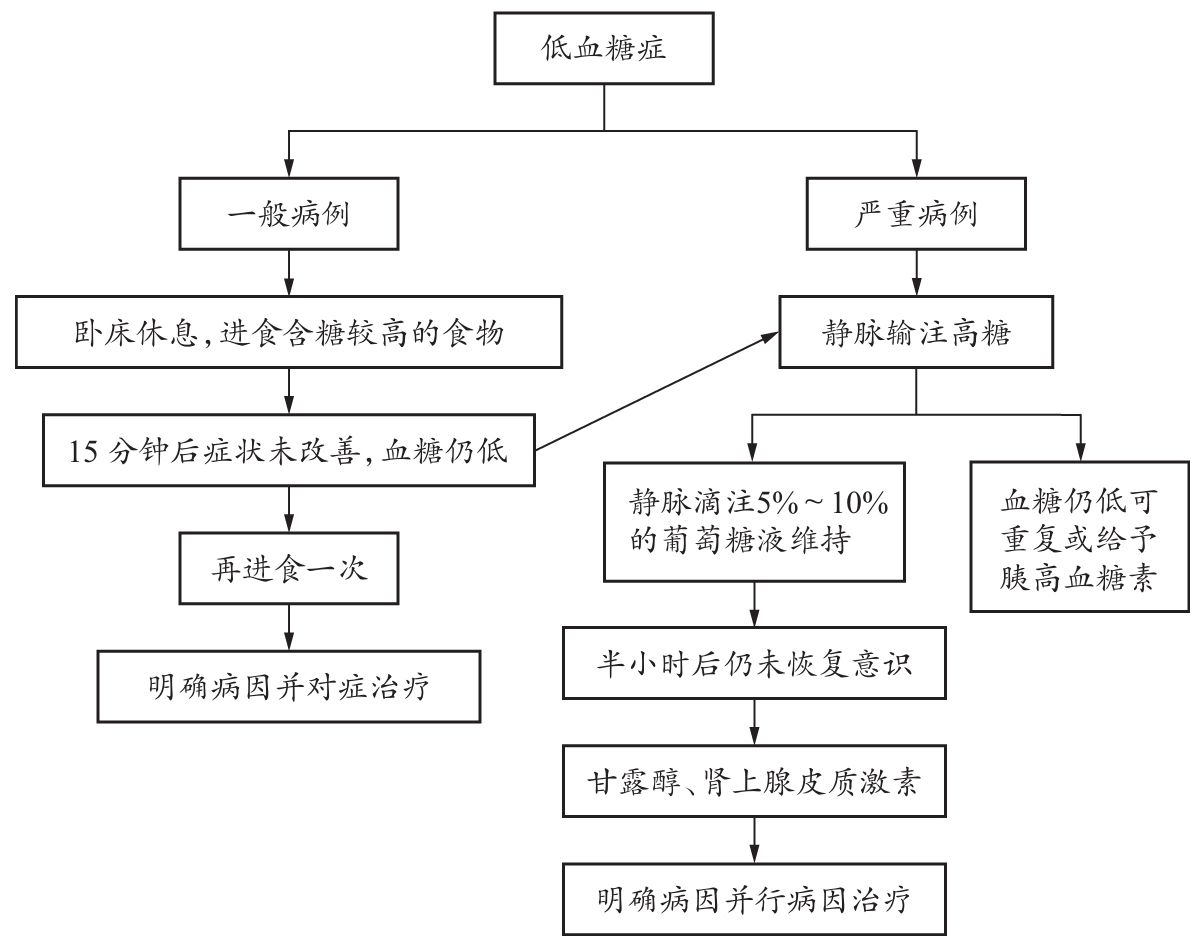 低血糖症
一般病例
严重病例
卧床休息,进食含糖较高的食物
静脉输注高糖
15 分钟后症状未改善,血糖仍低
静脉滴注5%~10%
的葡萄糖液维持
血糖仍低可
重复或给予
胰高血糖素
再进食一次
半小时后仍未恢复意识
明确病因并对症治疗
甘露醇、肾上腺皮质激素
明确病因并行病因治疗